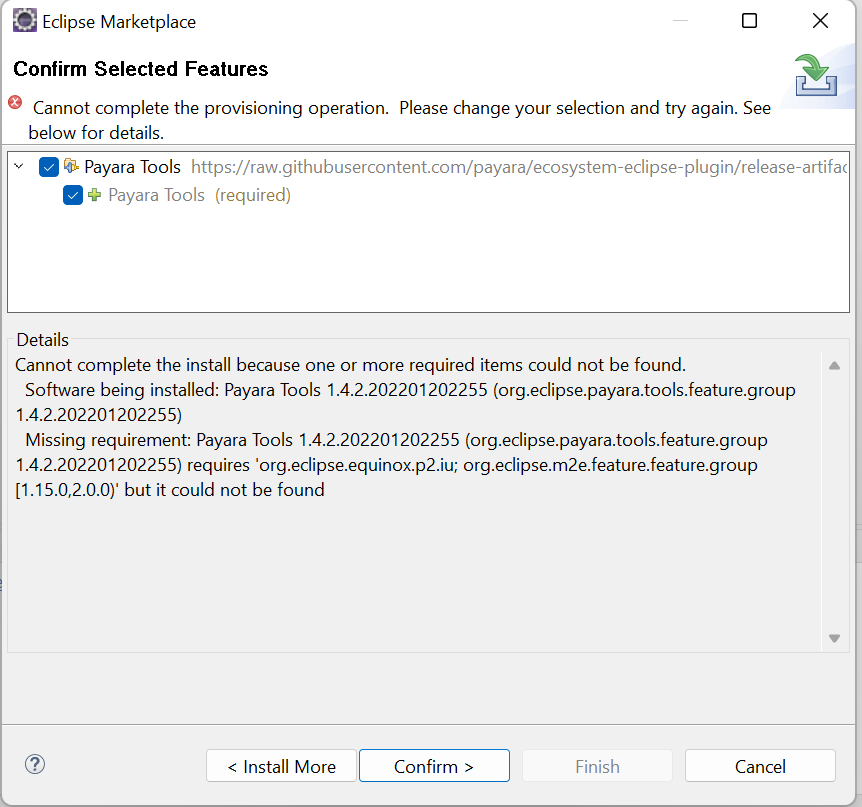 Eclipse Marketplace
Confirm Selected Features
Cannot complete the provisioning operation.  Please change your selection and try again. See
below for details.
Payara Tools https://raw.githubusercontent.com/payara/ecosystem-eclipse-plugin/release-artifac
Payara Tools (required)
Details
Cannot complete the install because one or more required items could not be found.
Software being installed: Payara Tools 1.4.2.202201202255 (org.eclipse.payara.tools.feature.group
1.4.2.202201202255)
Missing requirement: Payara Tools 1.4.2.202201202255 (org.eclipse.payara.tools.feature.group
1.4.2.202201202255) requires 'org.eclipse.equinox.p2.iu; org.eclipse.m2e.feature.feature.group
[1.15.0,2.0.0)' but it could not be found
< Install More
Confirm >
Finish
Cancel